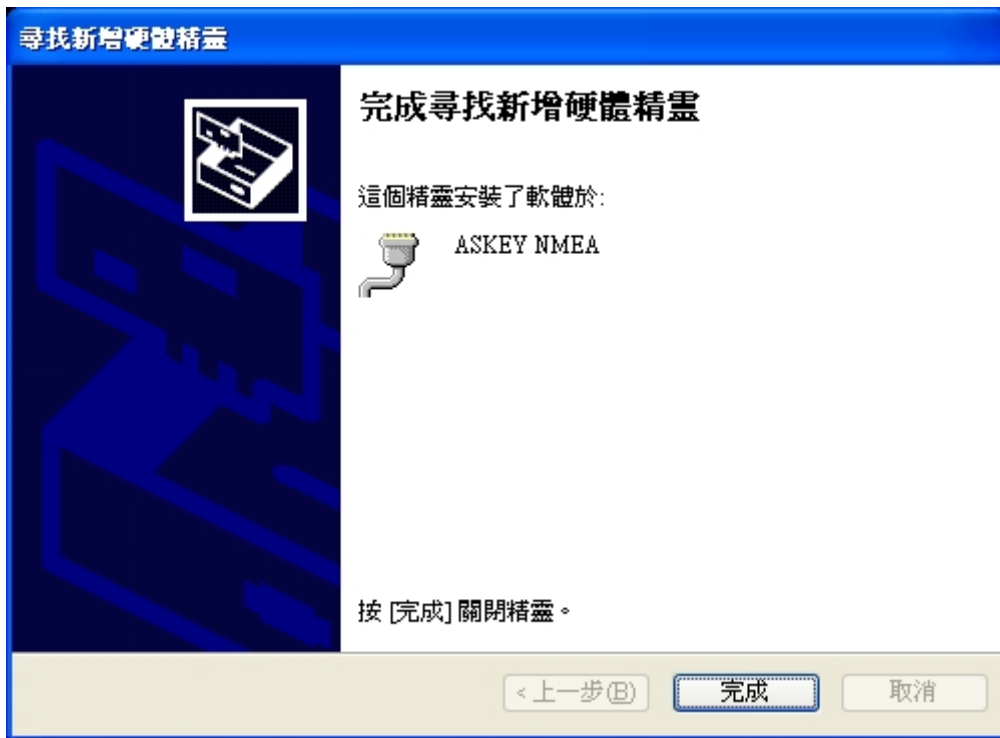 尋找新增硬體精靈
完成尋找新增硬體精靈
這個精靈安裝了軟體於:
ASKEY NMEA
按 [完成] 關閉精靈。
<上一步(B)
完成
取消